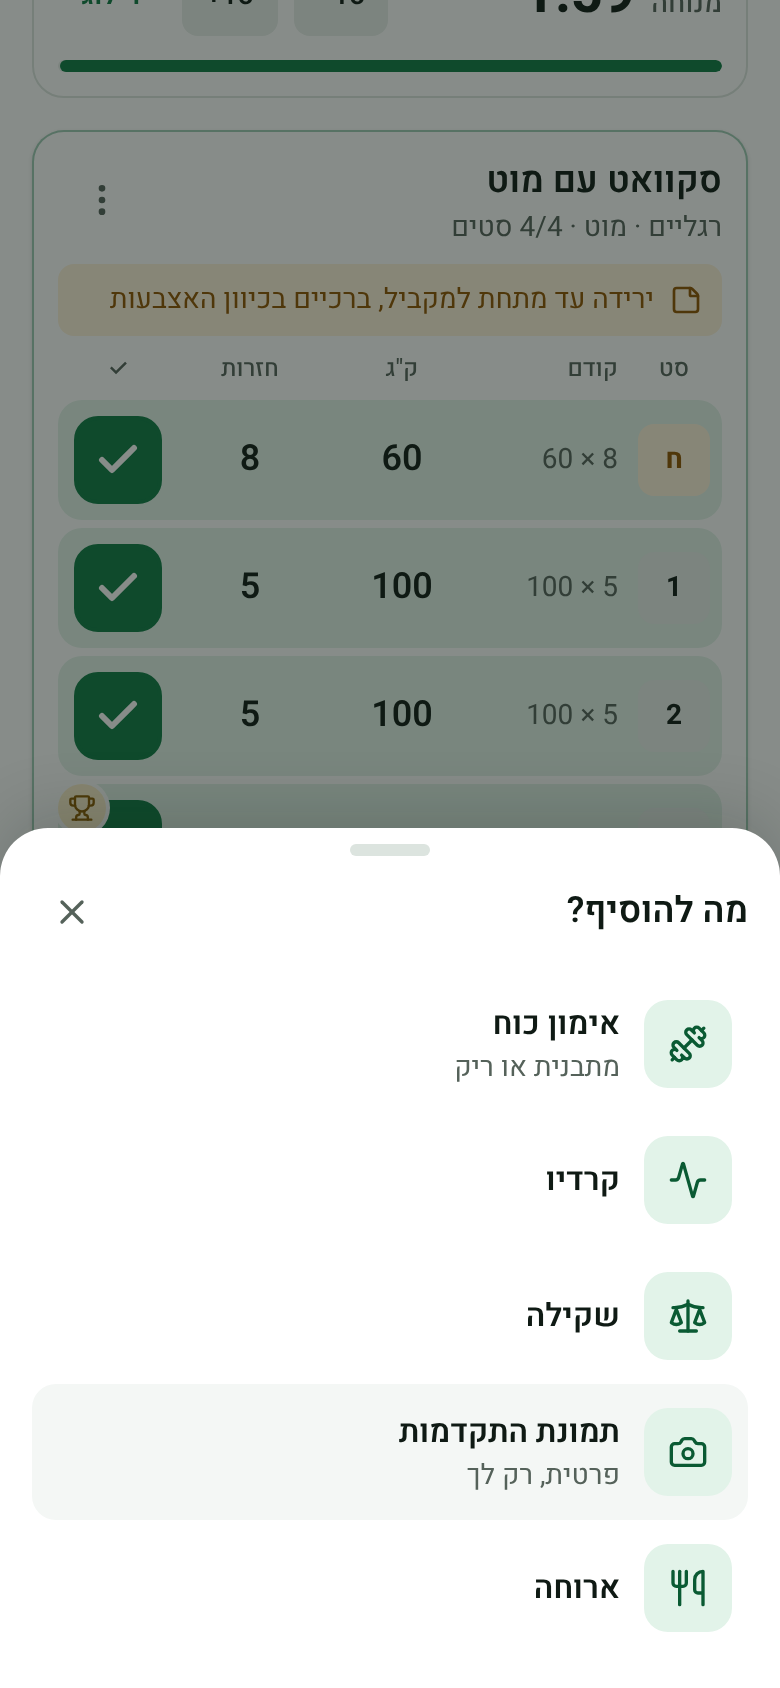 מנוחה
סקוואט עם מוט
רגליים · מוט · 4/4 סטים
ירידה עד מתחת למקביל, ברכיים בכיוון האצבעות
סט קודם ק"ג חזרות ✓
ח 60 × 8 60 8
1 100 × 5 100 5
2 100 × 5 100 5
מה להוסיף?
אימון כוח
מתבנית או ריק
קרדיו
שקילה
תמונת התקדמות
פרטית, רק לך
ארוחה